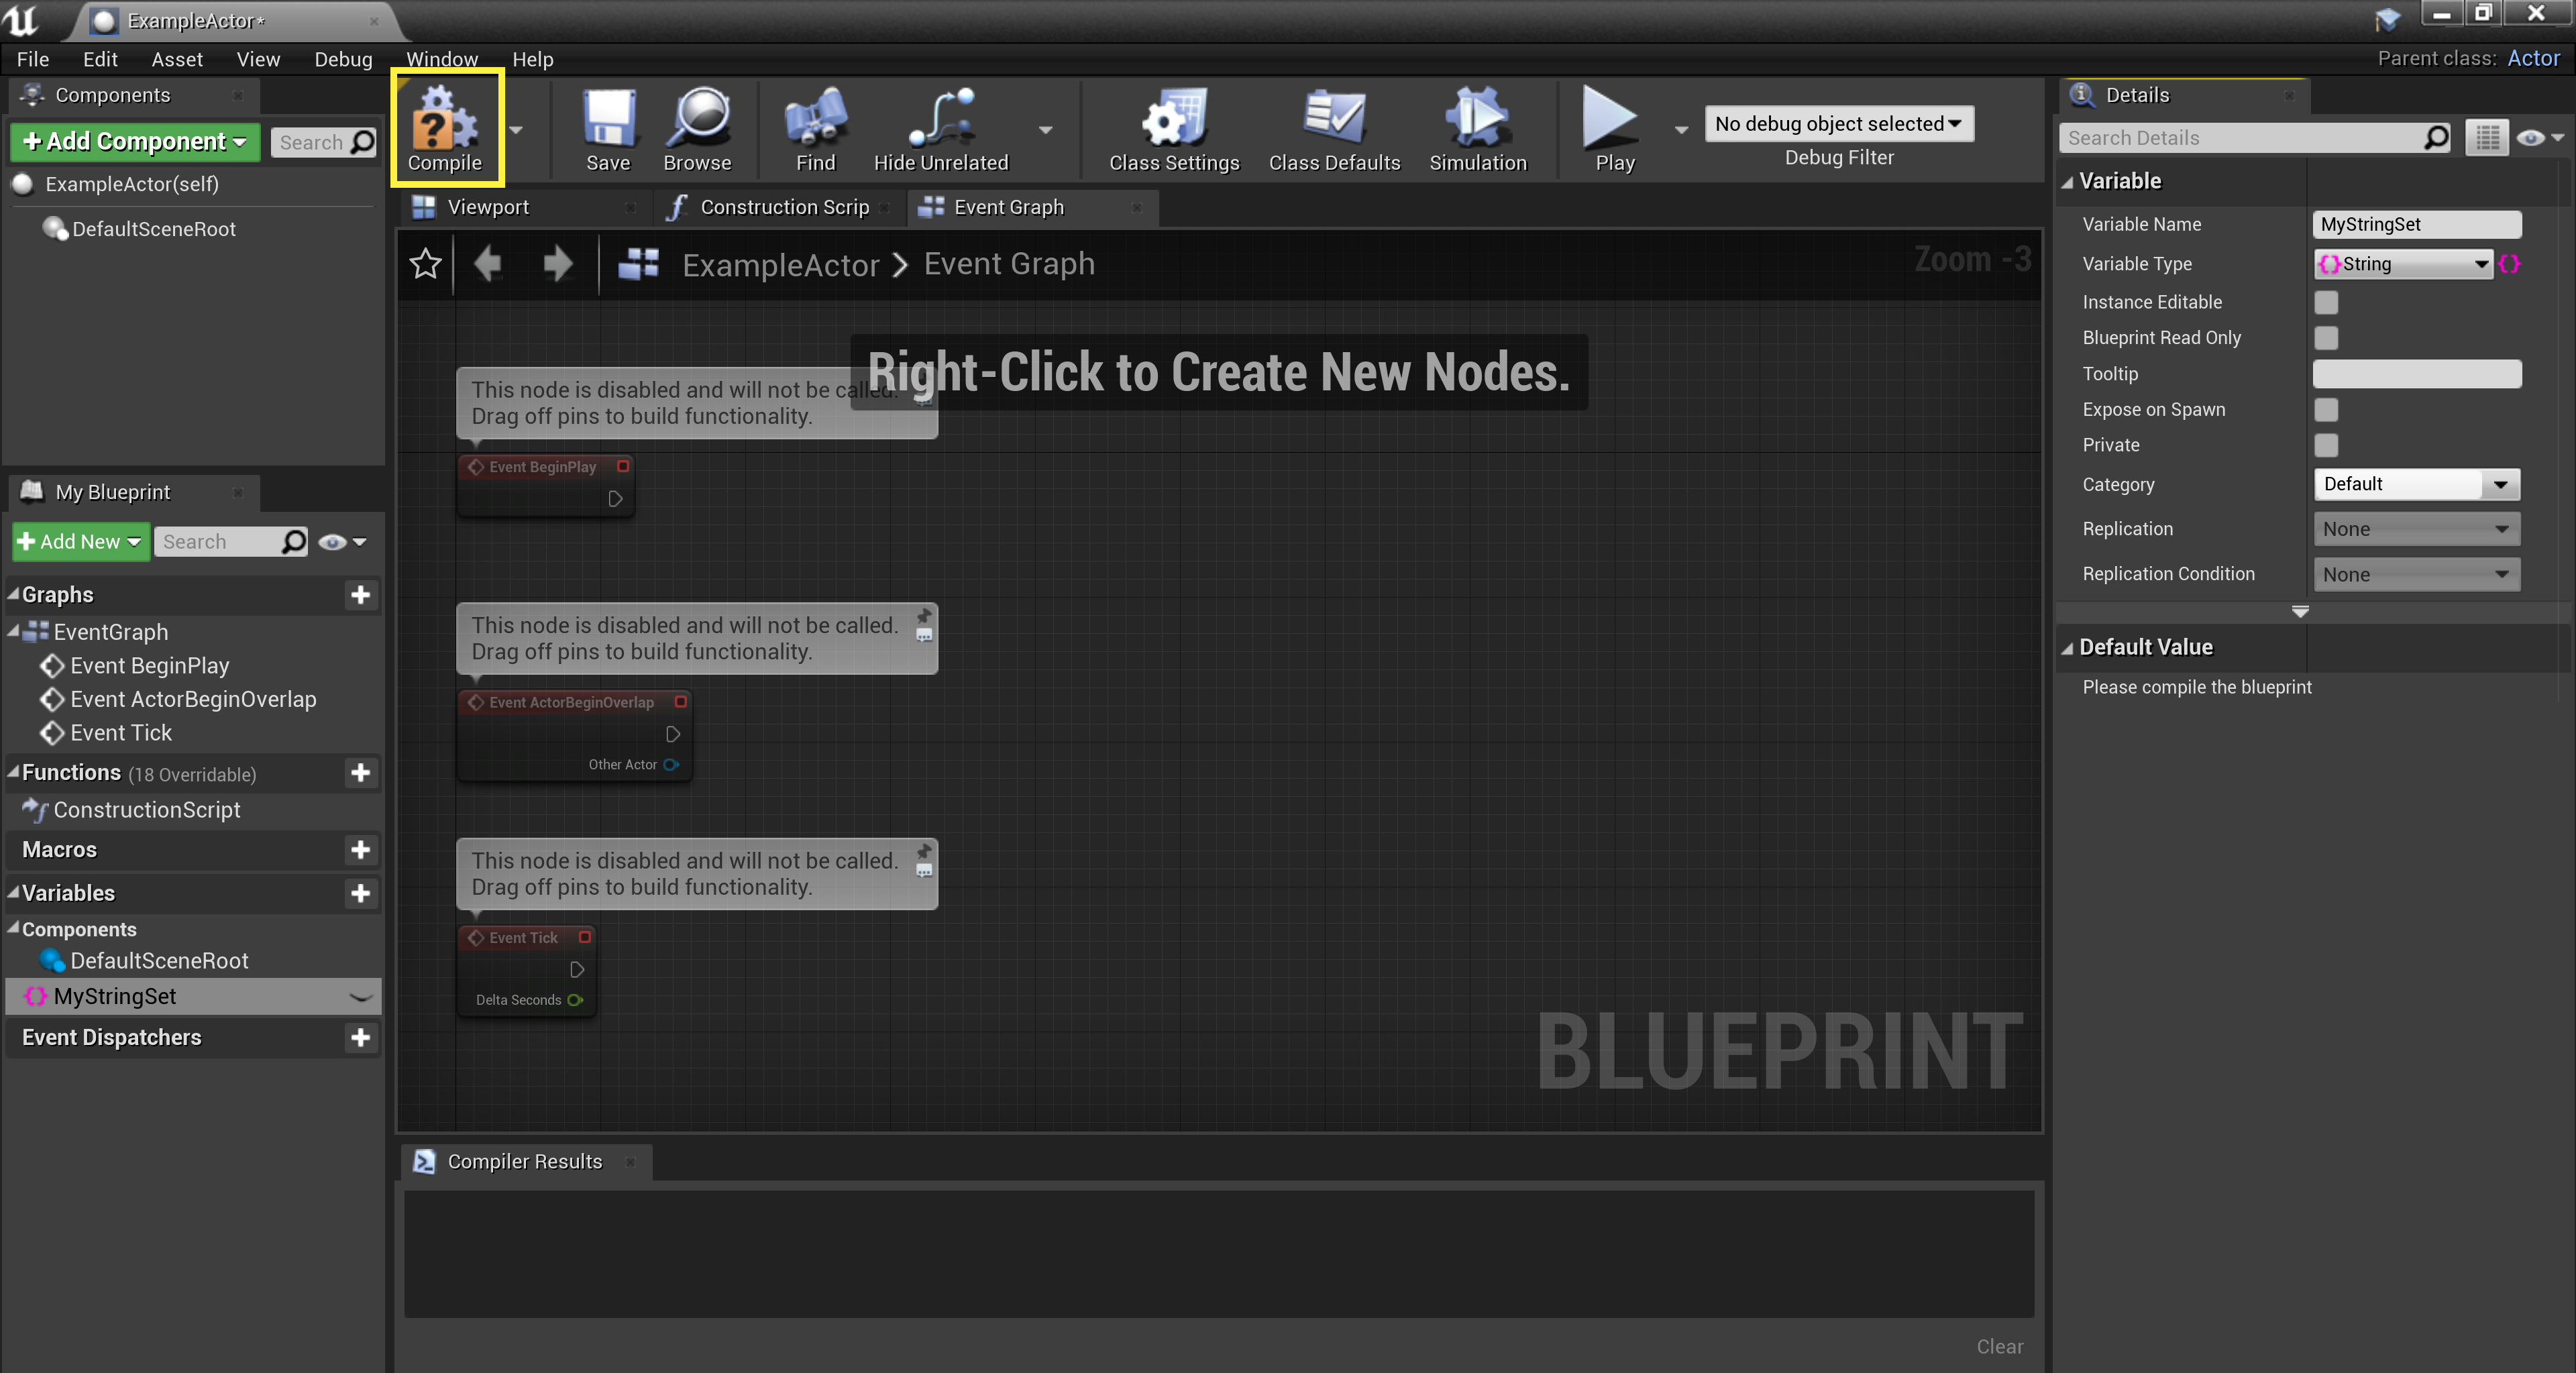 ExampleActor*
File Edit Asset View Debug Window Help
Parent class: Actor
Components
Add Component
Search
ExampleActor(self)
DefaultSceneRoot
Compile
Save
Browse
Find
Hide Unrelated
Class Settings
Class Defaults
Simulation
Play
No debug object selected
Debug Filter
Viewport
Construction Scrip
Event Graph
ExampleActor > Event Graph
Zoom -3
Right-Click to Create New Nodes.
This node is disabled and will not be called.
Drag off pins to build functionality.
Event BeginPlay
This node is disabled and will not be called.
Drag off pins to build functionality.
Event ActorBeginOverlap
Other Actor
This node is disabled and will not be called.
Drag off pins to build functionality.
Event Tick
Delta Seconds
BLUEPRINT
My Blueprint
Add New
Search
Graphs
EventGraph
Event BeginPlay
Event ActorBeginOverlap
Event Tick
Functions (18 Overridable)
ConstructionScript
Macros
Variables
Components
DefaultSceneRoot
MyStringSet
Event Dispatchers
Compiler Results
Clear
Details
Search Details
Variable
Variable Name MyStringSet
Variable Type String
Instance Editable
Blueprint Read Only
Tooltip
Expose on Spawn
Private
Category Default
Replication None
Replication Condition None
Default Value
Please compile the blueprint